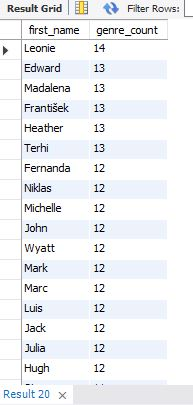 Result Grid Filter Rows:
first_name genre_count
Leonie 14
Edward 13
Madalena 13
František 13
Heather 13
Terhi 13
Fernanda 12
Niklas 12
Michelle 12
John 12
Wyatt 12
Mark 12
Marc 12
Luis 12
Jack 12
Julia 12
Hugh 12
Result 20